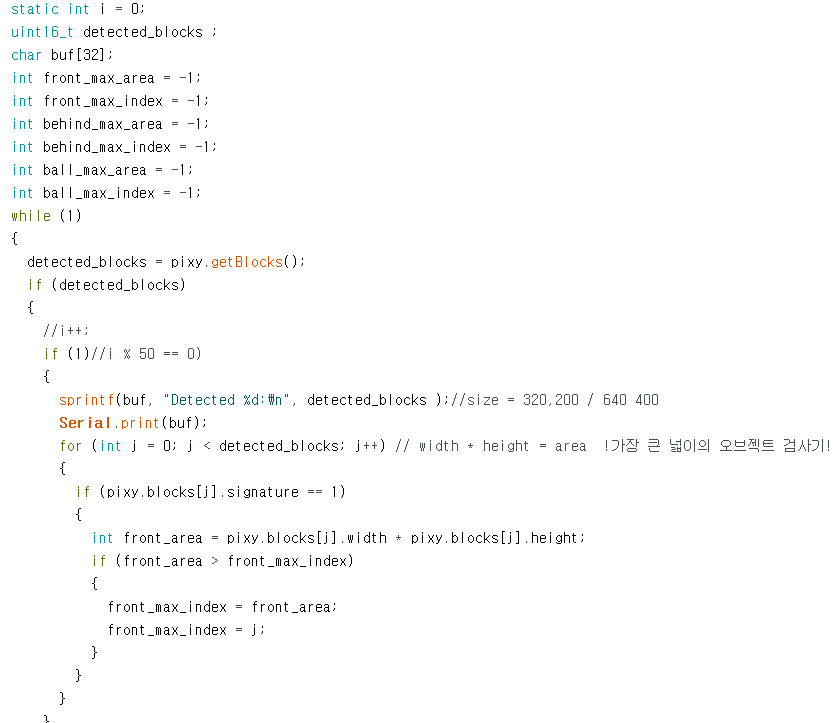 static int i = 0;
uint16_t detected_blocks ;
char buf[32];
int front_max_area = -1;
int front_max_index = -1;
int behind_max_area = -1;
int behind_max_index = -1;
int ball_max_area = -1;
int ball_max_index = -1;
while (1)
{
detected_blocks = pixy.getBlocks();
if (detected_blocks)
{
//i++;
if (1)//i % 50 == 0)
{
sprintf(buf, "Detected %d:₩n", detected_blocks );//size = 320,200 / 640 400
Serial.print(buf);
for (int j = 0; j < detected_blocks; j++) // width * height = area  !가장 큰 넓이의 오브젝트 검사기!
{
if (pixy.blocks[j].signature == 1)
{
int front_area = pixy.blocks[j].width * pixy.blocks[j].height;
if (front_area > front_max_index)
{
front_max_index = front_area;
front_max_index = j;
}
}
}
}